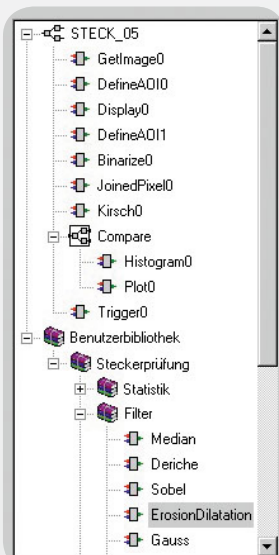 STECK_05
GetImage0
DefineAOI0
Display0
DefineAOI1
Binarize0
JoinedPixel0
Kirsch0
Compare
Histogram0
Plot0
Trigger0
Benutzerbibliothek
Steckerprüfung
Statistik
Filter
Median
Deriche
Sobel
ErosionDilatation
Gauss